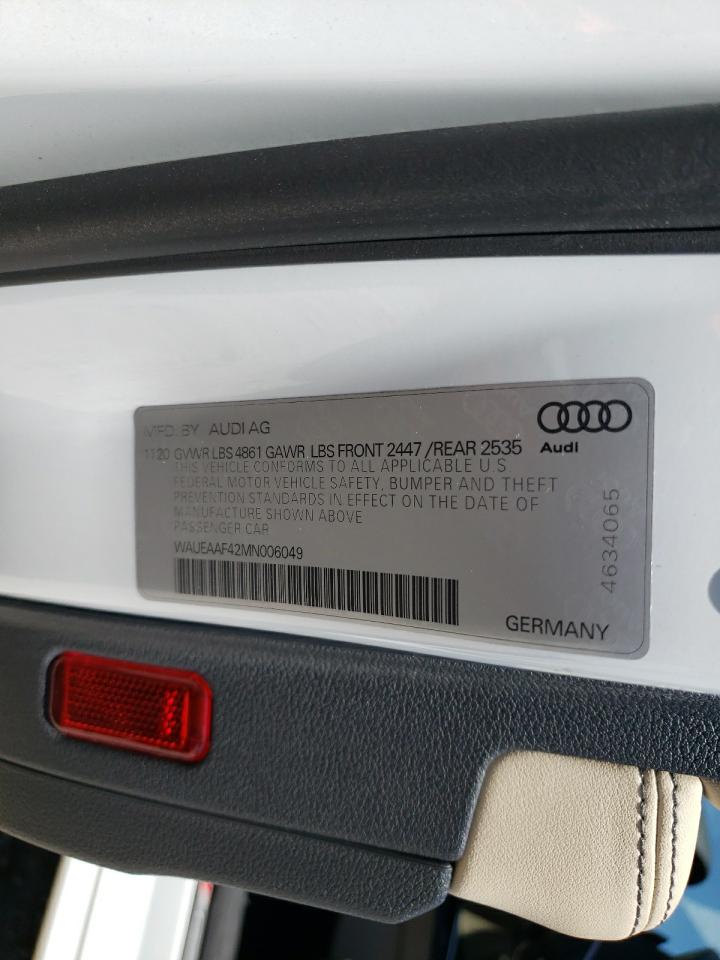 MFD. BY AUDI AG
1120 GVWR LBS 4861 GAWR LBS FRONT 2447 /REAR 2535
THIS VEHICLE CONFORMS TO ALL APPLICABLE U.S
FEDERAL MOTOR VEHICLE SAFETY, BUMPER AND THEFT
PREVENTION STANDARDS IN EFFECT ON THE DATE OF
MANUFACTURE SHOWN ABOVE
PASSENGER CAR
WAUEAAF42MN006049
Audi
4634065
GERMANY